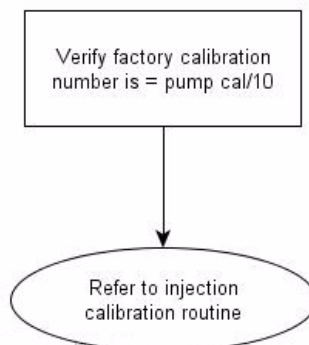 Verify factory calibration
number is = pump cal/10
Refer to injection
calibration routine